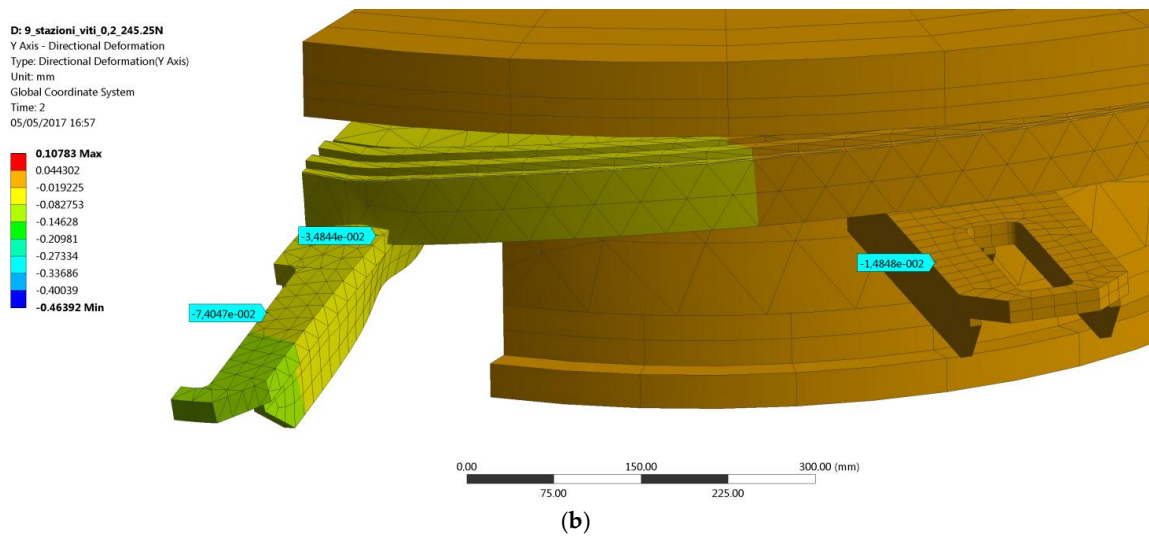 D: 9_stazioni_viti_0,2_245.25N
Y Axis - Directional Deformation
Type: Directional Deformation(Y Axis)
Unit: mm
Global Coordinate System
Time: 2
05/05/2017 16:57
0,10783 Max
0.044302
-0.019225
-0.082753
-0.14628
-0.20981
-0.27334
-0.33686
-0.40039
-0.46392 Min
-3,4844e-002
-1,4848e-002
-7,4047e-002
0.00 150.00 300.00 (mm)
75.00 225.00
(b)